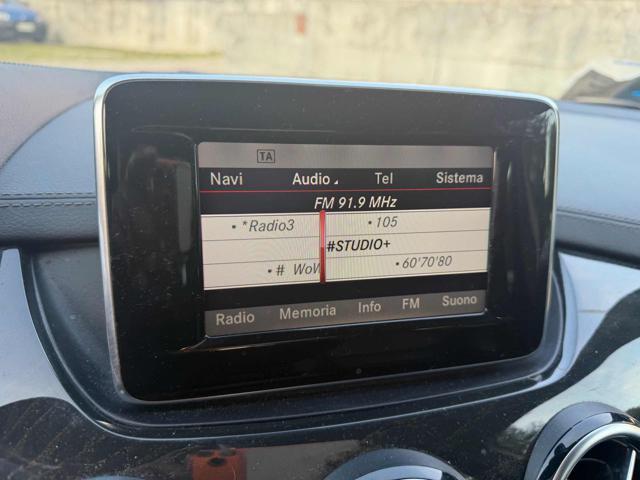 TA
Navi Audio Tel Sistema
FM 91.9 MHz
•*Radio3 •105
#STUDIO+
•# WoW •60'70'80
Radio Memoria Info FM Suono